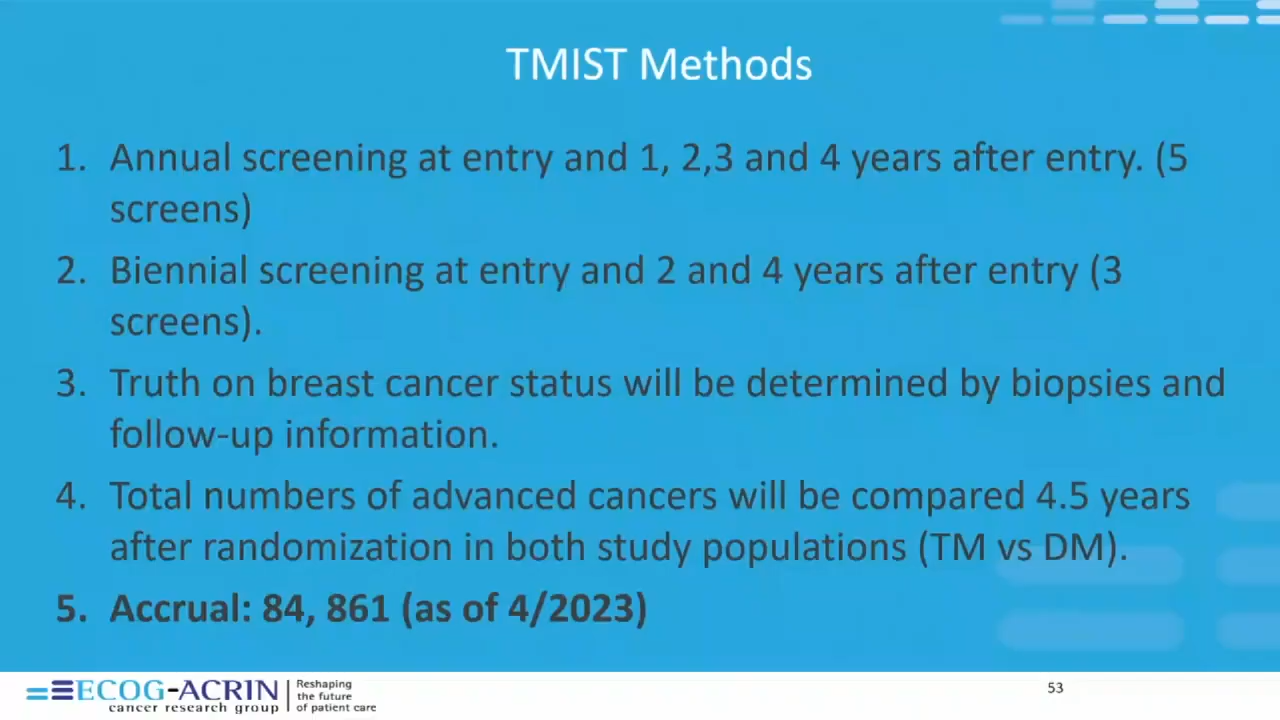 TMIST Methods
1. Annual screening at entry and 1, 2,3 and 4 years after entry. (5
screens)
2. Biennial screening at entry and 2 and 4 years after entry (3
screens).
3. Truth on breast cancer status will be determined by biopsies and
follow-up information.
4. Total numbers of advanced cancers will be compared 4.5 years
after randomization in both study populations (TM vs DM).
5. Accrual: 84, 861 (as of 4/2023)
ECOG-ACRIN
cancer research group
Reshaping
the future
of patient care
53